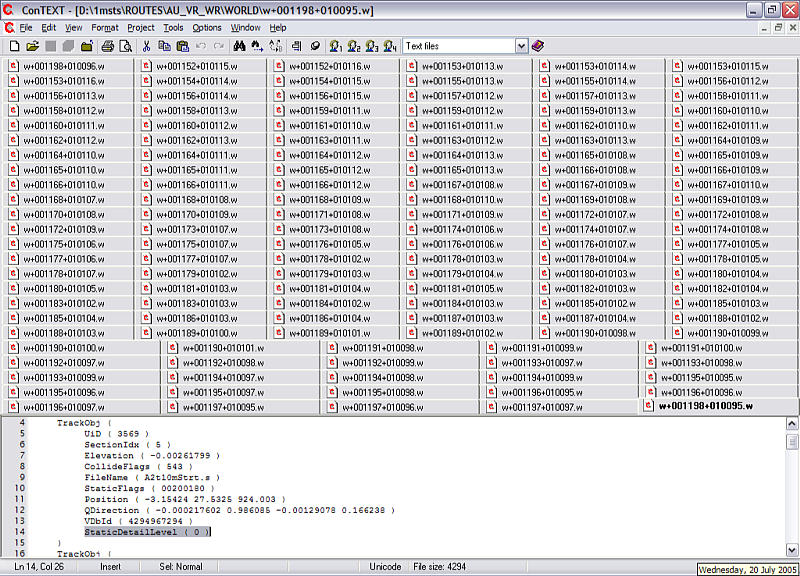 ConTEXT - [D:\1msts\ROUTES\AU_VR_WR\WORLD\w+001198+010095.w]
File Edit View Format Project Tools Options Window Help
1 2 3 4 Text files
w+001198+010096.w w+001152+010115.w w+001152+010116.w w+001153+010113.w w+001153+010114.w w+001153+010115.w
w+001153+010116.w w+001154+010114.w w+001154+010115.w w+001155+010113.w w+001155+010114.w w+001156+010112.w
w+001156+010113.w w+001156+010114.w w+001156+010115.w w+001157+010112.w w+001157+010113.w w+001158+010111.w
w+001158+010112.w w+001158+010113.w w+001159+010111.w w+001159+010112.w w+001159+010113.w w+001160+010110.w
w+001160+010111.w w+001160+010112.w w+001161+010110.w w+001161+010111.w w+001162+010110.w w+001162+010111.w
w+001162+010112.w w+001162+010113.w w+001163+010111.w w+001163+010112.w w+001163+010113.w w+001164+010109.w
w+001164+010110.w w+001164+010111.w w+001164+010112.w w+001164+010113.w w+001165+010108.w w+001165+010109.w
w+001165+010110.w w+001165+010111.w w+001165+010112.w w+001165+010113.w w+001166+010108.w w+001166+010109.w
w+001166+010110.w w+001166+010111.w w+001166+010112.w w+001167+010108.w w+001167+010109.w w+001167+010110.w
w+001168+010107.w w+001168+010108.w w+001168+010109.w w+001168+010110.w w+001169+010108.w w+001169+010109.w
w+001170+010108.w w+001170+010109.w w+001171+010108.w w+001171+010109.w w+001172+010107.w w+001172+010108.w
w+001172+010109.w w+001173+010107.w w+001173+010108.w w+001174+010106.w w+001174+010107.w w+001174+010108.w
w+001175+010106.w w+001175+010107.w w+001176+010105.w w+001176+010106.w w+001176+010107.w w+001177+010105.w
w+001177+010106.w w+001177+010107.w w+001178+010102.w w+001178+010103.w w+001178+010104.w w+001178+010106.w
w+001178+010107.w w+001179+010102.w w+001179+010103.w w+001179+010104.w w+001180+010103.w w+001180+010104.w
w+001180+010105.w w+001181+010103.w w+001181+010104.w w+001182+010103.w w+001182+010104.w w+001182+010105.w
w+001183+010102.w w+001183+010103.w w+001184+010102.w w+001184+010103.w w+001185+010102.w w+001185+010103.w
w+001185+010104.w w+001186+010103.w w+001186+010104.w w+001187+010103.w w+001187+010104.w w+001188+010102.w
w+001188+010103.w w+001189+010100.w w+001189+010101.w w+001189+010102.w w+001190+010098.w w+001190+010099.w
w+001190+010100.w w+001190+010101.w w+001191+010098.w w+001191+010099.w w+001191+010100.w
w+001192+010097.w w+001192+010098.w w+001192+010099.w w+001193+010097.w w+001193+010098.w
w+001193+010099.w w+001194+010097.w w+001194+010098.w w+001194+010099.w w+001195+010095.w
w+001195+010096.w w+001195+010097.w w+001195+010098.w w+001196+010095.w w+001196+010096.w
w+001196+010097.w w+001197+010095.w w+001197+010096.w w+001197+010097.w w+001198+010095.w
4 TrackObj (
5 UiD ( 3569 )
6 SectionIdx ( 5 )
7 Elevation ( -0.00261799 )
8 CollideFlags ( 543 )
9 FileName ( A2t10mStrt.s )
10 StaticFlags ( 00200180 )
11 Position ( -3.15424 27.5325 924.003 )
12 QDirection ( -0.000217602 0.986085 -0.00129078 0.166238 )
13 VDbId ( 4294967294 )
14 StaticDetailLevel ( 0 )
15 )
16 TrackObj (
Ln 14, Col 26 Insert Sel: Normal Unicode File size: 4294
Wednesday, 20 July 2005